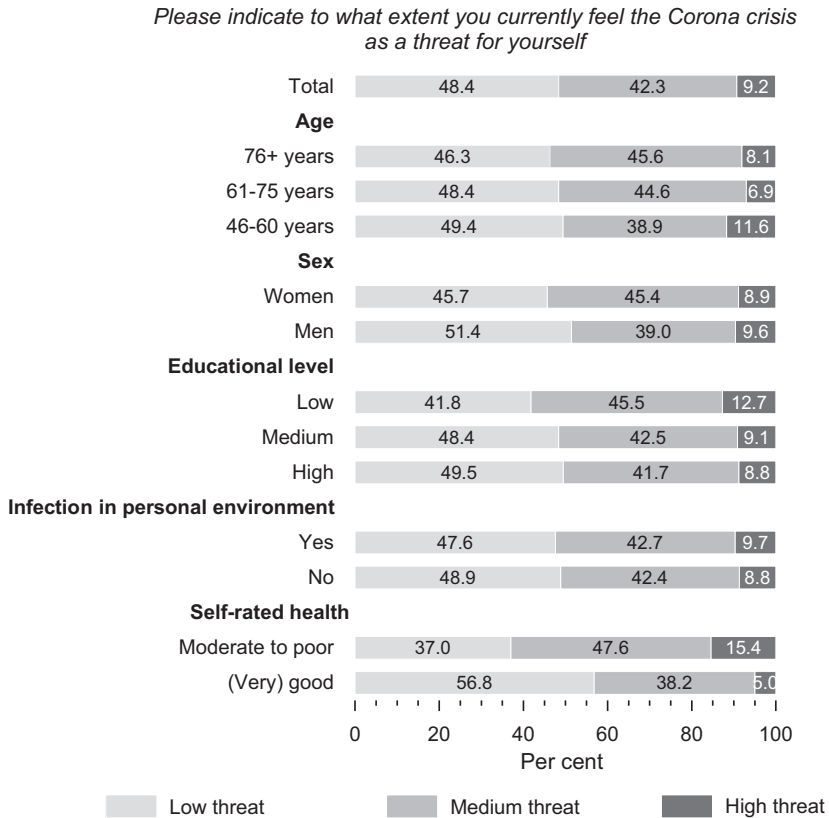 Please indicate to what extent you currently feel the Corona crisis
as a threat for yourself
Total 48.4 42.3 9.2
Age
76+ years 46.3 45.6 8.1
61-75 years 48.4 44.6 6.9
46-60 years 49.4 38.9 11.6
Sex
Women 45.7 45.4 8.9
Men 51.4 39.0 9.6
Educational level
Low 41.8 45.5 12.7
Medium 48.4 42.5 9.1
High 49.5 41.7 8.8
Infection in personal environment
Yes 47.6 42.7 9.7
No 48.9 42.4 8.8
Self-rated health
Moderate to poor 37.0 47.6 15.4
(Very) good 56.8 38.2 5.0
0 20 40 60 80 100
Per cent
Low threat Medium threat High threat